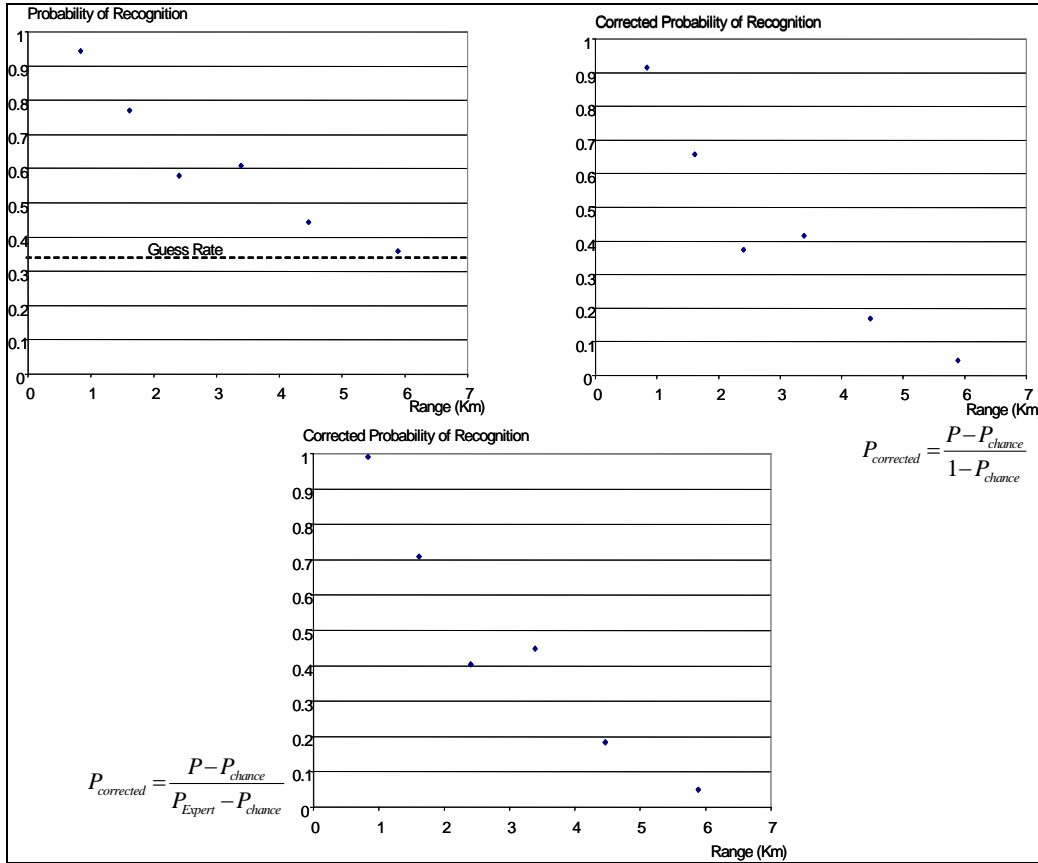 Probability of Recognition
1
0.9
0.8
0.7
0.6
0.5
0.4
0.3
0.2
0.1
0
Guess Rate
0 1 2 3 4 5 6 7
Range (Km)
Corrected Probability of Recognition
1
0.9
0.8
0.7
0.6
0.5
0.4
0.3
0.2
0.1
0
0 1 2 3 4 5 6 7
Range (Km)
P_corrected = (P − P_chance) / (1 − P_chance)
Corrected Probability of Recognition
1
0.9
0.8
0.7
0.6
0.5
0.4
0.3
0.2
0.1
0
0 1 2 3 4 5 6 7
Range (Km)
P_corrected = (P − P_chance) / (P_Expert − P_chance)